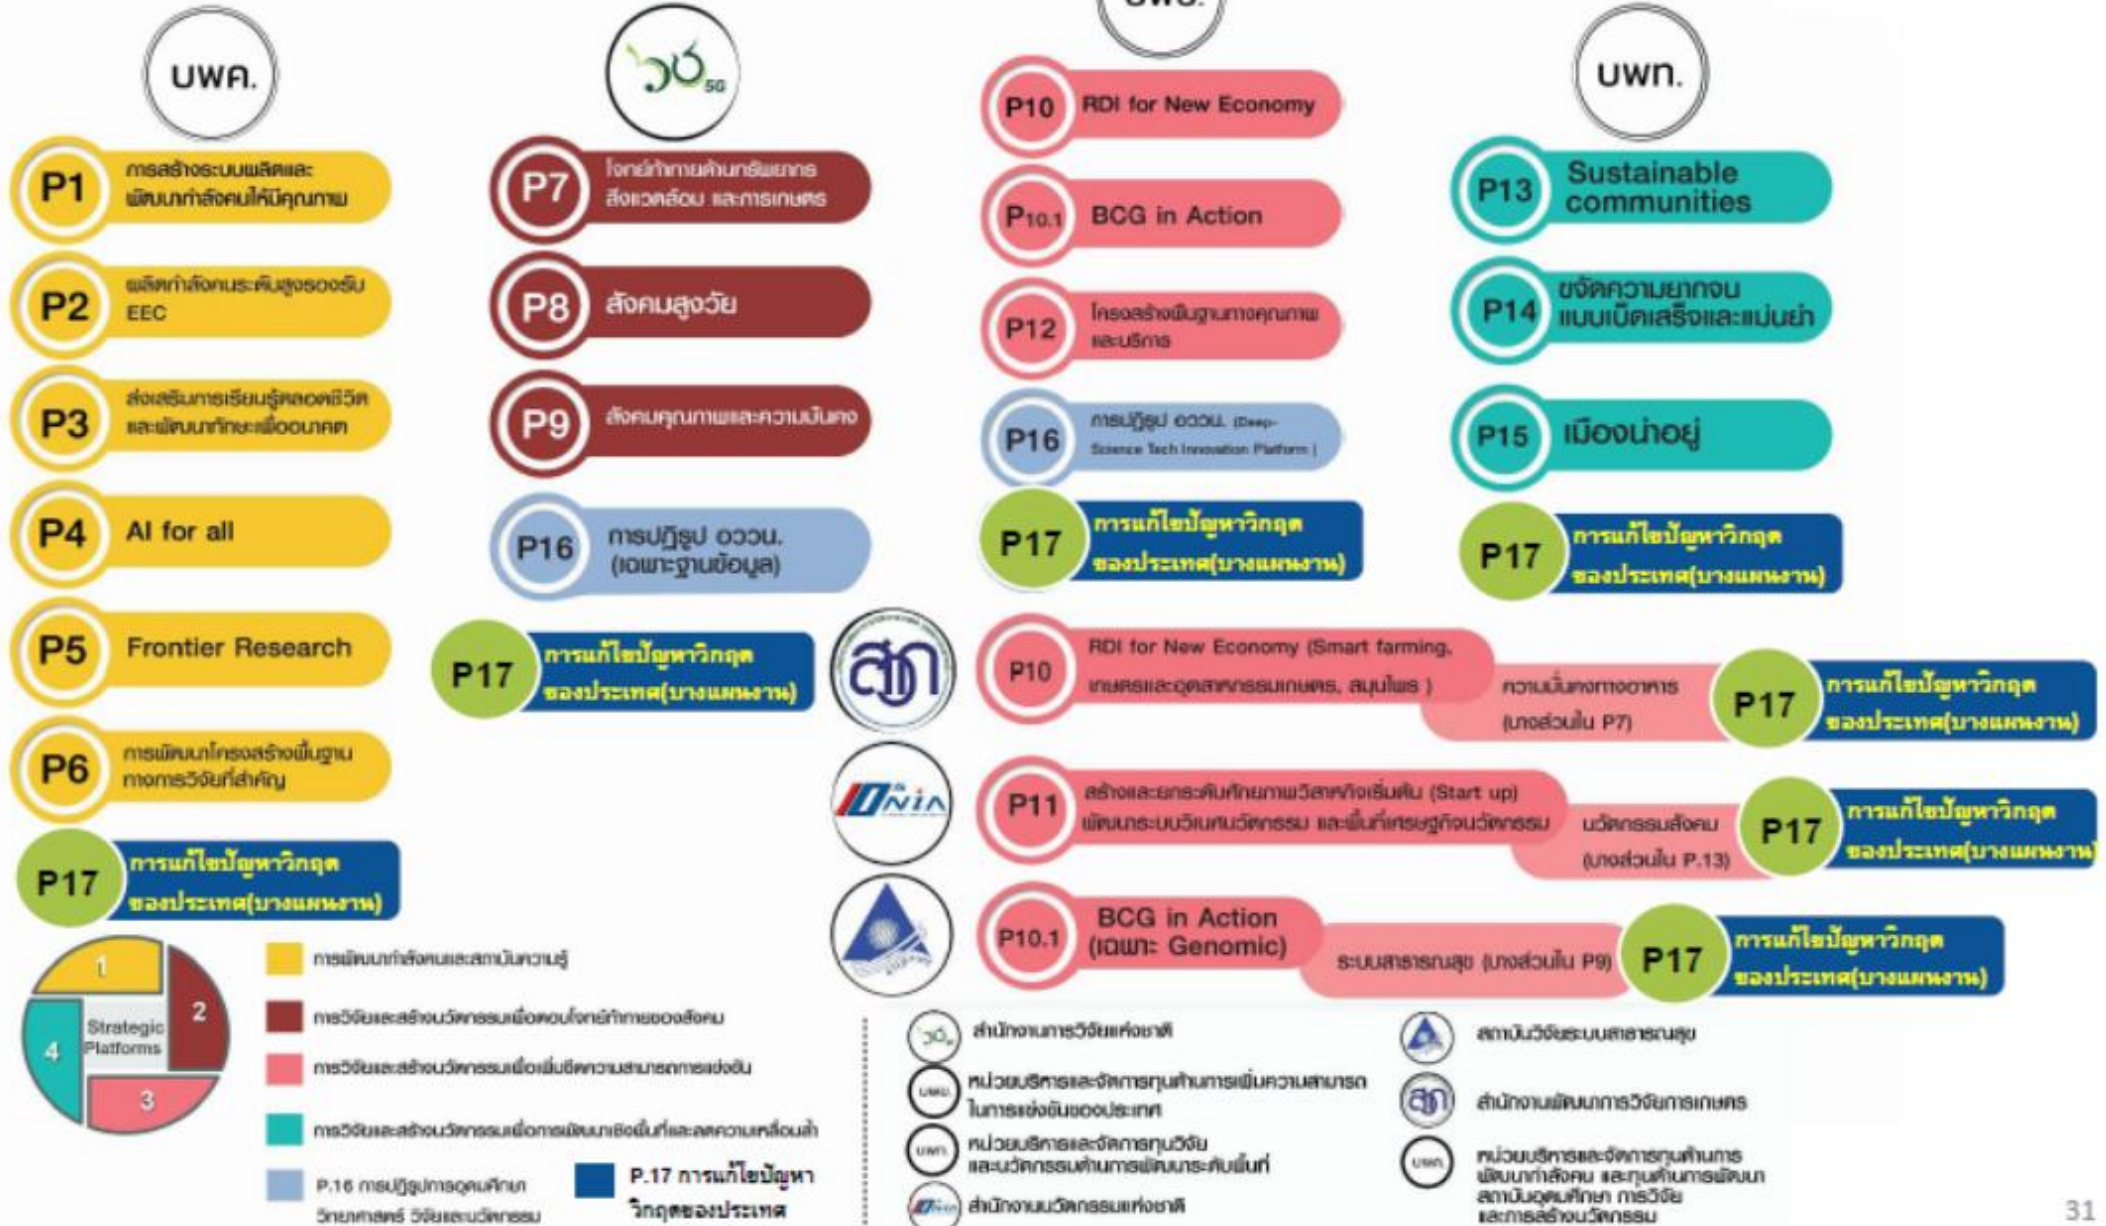 บพค.
P1
การสร้างระบบผลิตและ
พัฒนากำลังคนให้มีคุณภาพ
P2
ผลิตกำลังคนระดับสูงรองรับ
EEC
P3
ส่งเสริมการเรียนรู้ตลอดชีวิต
และพัฒนาทักษะเพื่ออนาคต
P4
AI for all
P5
Frontier Research
P6
การพัฒนาโครงสร้างพื้นฐาน
ทางการวิจัยที่สำคัญ
P17
การแก้ไขปัญหาวิกฤต
ของประเทศ(บางแผนงาน)
วช 5G
P7
โจทย์ท้าทายด้านทรัพยากร
สิ่งแวดล้อม และการเกษตร
P8
สังคมสูงวัย
P9
สังคมคุณภาพและความมั่นคง
P16
การปฏิรูป อววน.
(เฉพาะฐานข้อมูล)
P17
การแก้ไขปัญหาวิกฤต
ของประเทศ(บางแผนงาน)
P10
RDI for New Economy
P10.1
BCG in Action
P12
โครงสร้างพื้นฐานทางคุณภาพ
และบริการ
P16
การปฏิรูป อววน. (Deep-
Science Tech Innovation Platform )
P17
การแก้ไขปัญหาวิกฤต
ของประเทศ(บางแผนงาน)
บพท.
P13
Sustainable
communities
P14
ขจัดความยากจน
แบบเบ็ดเสร็จและแม่นยำ
P15
เมืองน่าอยู่
P17
การแก้ไขปัญหาวิกฤต
ของประเทศ(บางแผนงาน)
สวก
P10
RDI for New Economy (Smart farming,
เกษตรและอุตสาหกรรมเกษตร, สมุนไพร )
ความมั่นคงทางอาหาร
(บางส่วนใน P7)
P17
การแก้ไขปัญหาวิกฤต
ของประเทศ(บางแผนงาน)
NIA
P11
สร้างและยกระดับศักยภาพวิสาหกิจเริ่มต้น (Start up)
พัฒนาระบบนิเวศนวัตกรรม และพื้นที่เศรษฐกิจนวัตกรรม
นวัตกรรมสังคม
(บางส่วนใน P.13)
P17
การแก้ไขปัญหาวิกฤต
ของประเทศ(บางแผนงาน)
P10.1
BCG in Action
(เฉพาะ Genomic)
ระบบสาธารณสุข (บางส่วนใน P9)
P17
การแก้ไขปัญหาวิกฤต
ของประเทศ(บางแผนงาน)
1
2
3
4
Strategic
Platforms
การพัฒนากำลังคนและสถาบันความรู้
การวิจัยและสร้างนวัตกรรมเพื่อตอบโจทย์ท้าทายของสังคม
การวิจัยและสร้างนวัตกรรมเพื่อเพิ่มขีดความสามารถการแข่งขัน
การวิจัยและสร้างนวัตกรรมเพื่อการพัฒนาเชิงพื้นที่และลดความเหลื่อมล้ำ
P.16 การปฏิรูปการอุดมศึกษา
วิทยาศาสตร์ วิจัยและนวัตกรรม
P.17 การแก้ไขปัญหา
วิกฤตของประเทศ
สำนักงานการวิจัยแห่งชาติ
บพข.
หน่วยบริหารและจัดการทุนด้านการเพิ่มความสามารถ
ในการแข่งขันของประเทศ
บพท.
หน่วยบริหารและจัดการทุนวิจัย
และนวัตกรรมด้านการพัฒนาระดับพื้นที่
สำนักงานนวัตกรรมแห่งชาติ
สถาบันวิจัยระบบสาธารณสุข
สวก
สำนักงานพัฒนาการวิจัยการเกษตร
บพค.
หน่วยบริหารและจัดการทุนด้านการ
พัฒนากำลังคน และทุนด้านการพัฒนา
สถาบันอุดมศึกษา การวิจัย
และการสร้างนวัตกรรม
31